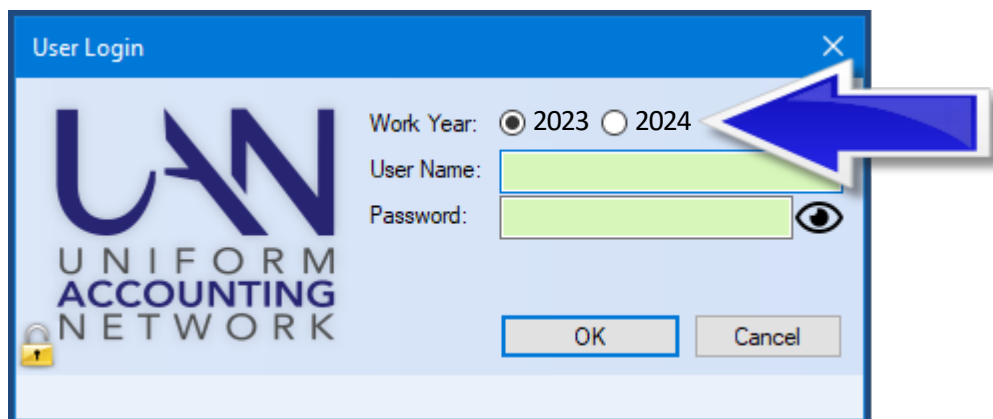 User Login
UAN
UNIFORM
ACCOUNTING
NETWORK
Work Year: 2023 2024
User Name:
Password:
OK Cancel